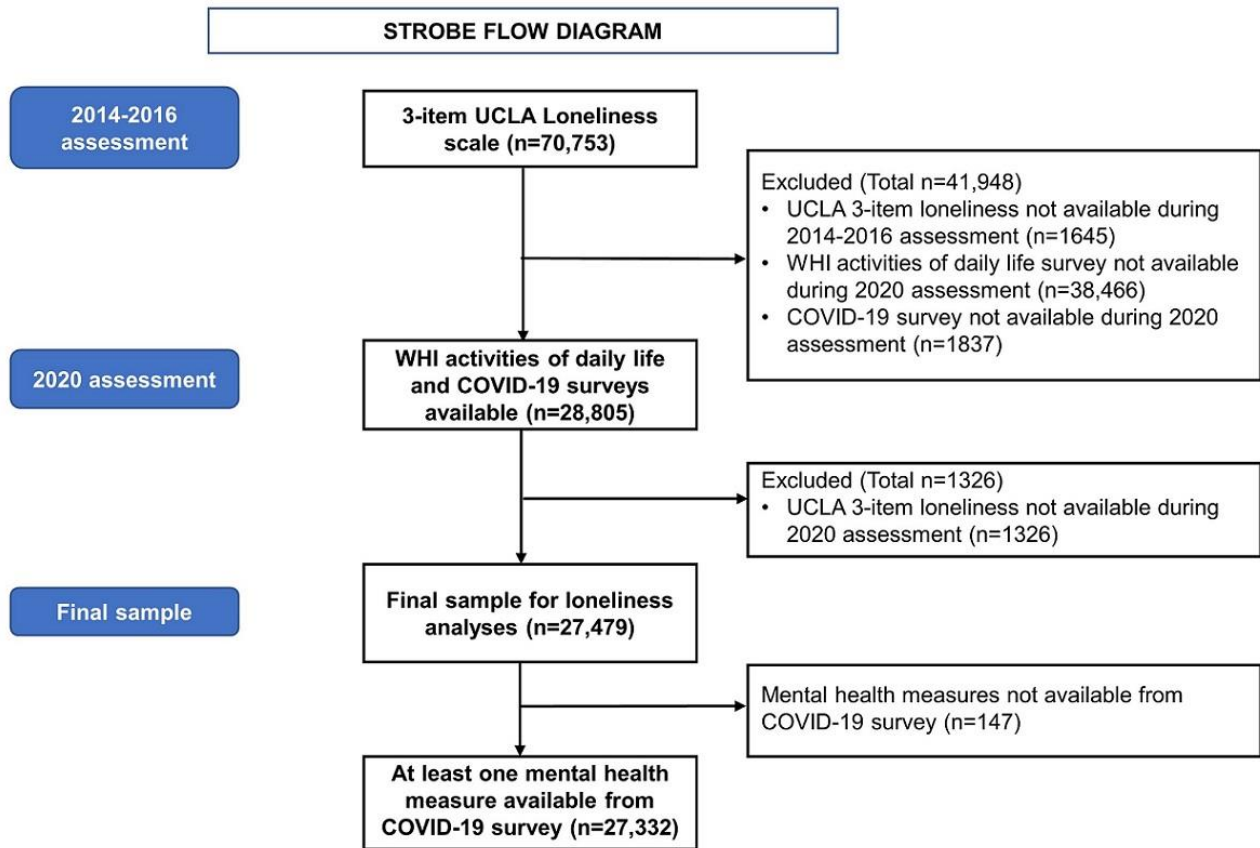 STROBE FLOW DIAGRAM
2014-2016
assessment
3-item UCLA Loneliness
scale (n=70,753)
Excluded (Total n=41,948)
• UCLA 3-item loneliness not available during
2014-2016 assessment (n=1645)
• WHI activities of daily life survey not available
during 2020 assessment (n=38,466)
• COVID-19 survey not available during 2020
assessment (n=1837)
2020 assessment
WHI activities of daily life
and COVID-19 surveys
available (n=28,805)
Excluded (Total n=1326)
• UCLA 3-item loneliness not available during
2020 assessment (n=1326)
Final sample
Final sample for loneliness
analyses (n=27,479)
Mental health measures not available from
COVID-19 survey (n=147)
At least one mental health
measure available from
COVID-19 survey (n=27,332)